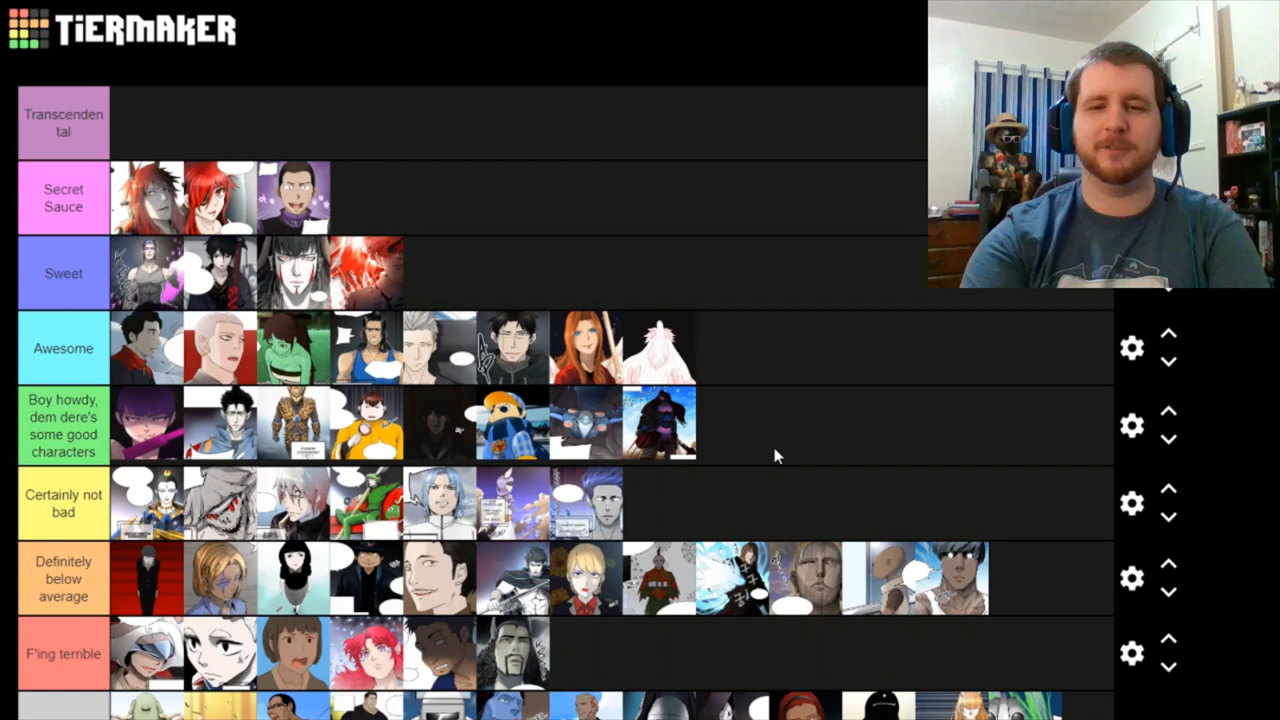 TiERMAKER
Transcenden
tal
Secret
Sauce
Sweet
Awesome
Boy howdy,
dem dere's
some good
characters
Certainly not
bad
Definitely
below
average
F'ing terrible